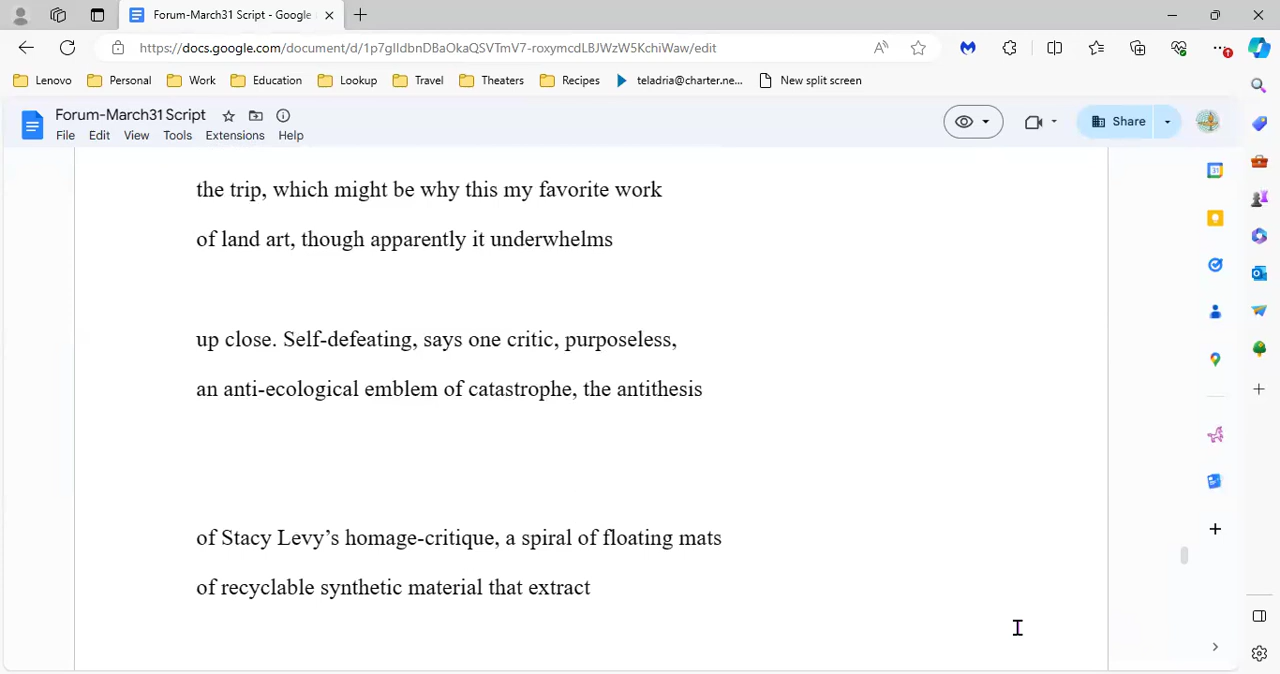 Forum-March31 Script - Google
https://docs.google.com/document/d/1p7gIIdbnDBaOkaQSVTmV7-roxymcdLBJWzW5KchiWaw/edit
Lenovo Personal Work Education Lookup Travel Theaters Recipes teladria@charter.ne... New split screen
Forum-March31 Script
File Edit View Tools Extensions Help
Share
the trip, which might be why this my favorite work
of land art, though apparently it underwhelms
up close. Self-defeating, says one critic, purposeless,
an anti-ecological emblem of catastrophe, the antithesis
of Stacy Levy’s homage-critique, a spiral of floating mats
of recyclable synthetic material that extract